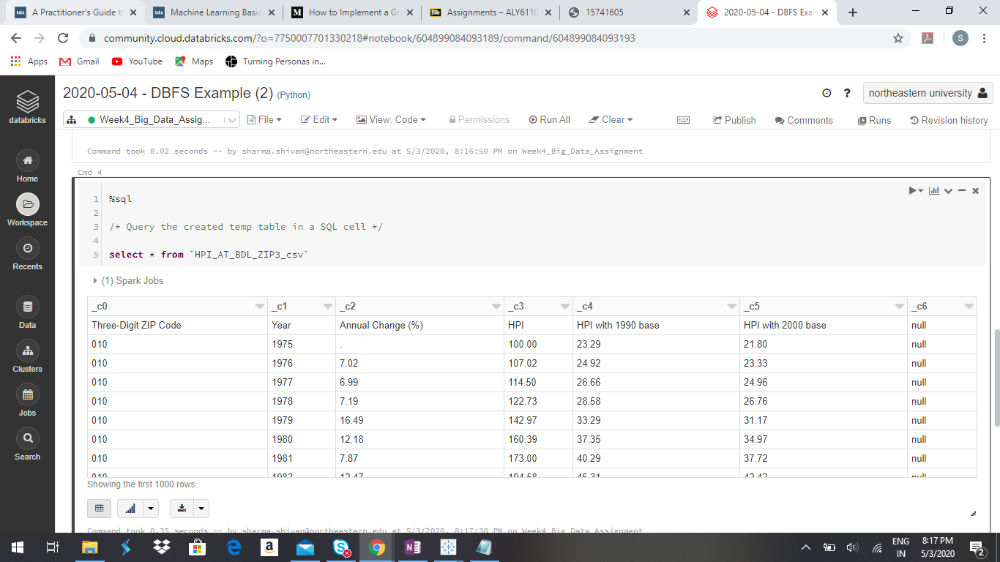 tds A Practitioner's Guide t
tds Machine Learning Basic
M How to Implement a Gr
Bb Assignments – ALY6110
15741605
2020-05-04 - DBFS Exar
community.cloud.databricks.com/?o=7750007701330218#notebook/604899084093189/command/604899084093193
S
Apps
Gmail
YouTube
Maps
Turning Personas in...
databricks
Home
Workspace
Recents
Data
Clusters
Jobs
Search
2020-05-04 - DBFS Example (2) (Python)
? northeastern university
Week4_Big_Data_Assig...
File
Edit
View: Code
Permissions
Run All
Clear
Publish
Comments
Runs
Revision history
Command took 0.02 seconds -- by sharma.shivan@northeastern.edu at 5/3/2020, 8:16:50 PM on Week4_Big_Data_Assignment
Cmd 4
1 %sql
2
3 /* Query the created temp table in a SQL cell */
4
5 select * from `HPI_AT_BDL_ZIP3_csv`
(1) Spark Jobs
_c0 _c1 _c2 _c3 _c4 _c5 _c6
Three-Digit ZIP Code Year Annual Change (%) HPI HPI with 1990 base HPI with 2000 base null
010 1975 . 100.00 23.29 21.80 null
010 1976 7.02 107.02 24.92 23.33 null
010 1977 6.99 114.50 26.66 24.96 null
010 1978 7.19 122.73 28.58 26.76 null
010 1979 16.49 142.97 33.29 31.17 null
010 1980 12.18 160.39 37.35 34.97 null
010 1981 7.87 173.00 40.29 37.72 null
010 1982 12.47 194.58 45.31 42.42 null
Showing the first 1000 rows.
Command took 0.35 seconds -- by sharma.shivan@northeastern.edu at 5/3/2020, 8:17:30 PM on Week4_Big_Data_Assignment
ENG
IN
8:17 PM
5/3/2020
2